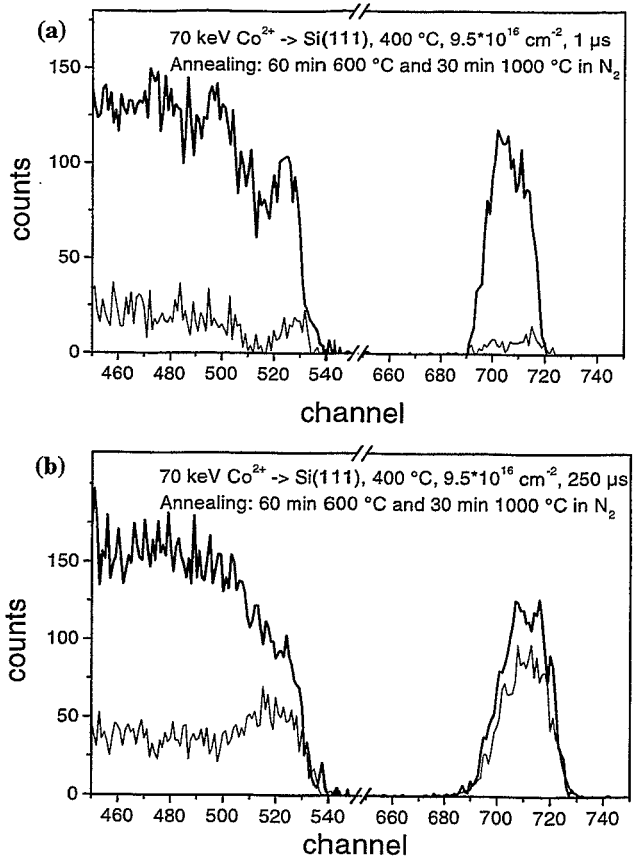 (a)
70 keV Co²⁺ -> Si(111), 400 °C, 9.5*10¹⁶ cm⁻², 1 µs
Annealing: 60 min 600 °C and 30 min 1000 °C in N₂
150
100
50
0
counts
460 480 500 520 540 660 680 700 720 740
channel
(b)
70 keV Co²⁺ -> Si(111), 400 °C, 9.5*10¹⁶ cm⁻², 250 µs
Annealing: 60 min 600 °C and 30 min 1000 °C in N₂
150
100
50
0
counts
460 480 500 520 540 660 680 700 720 740
channel